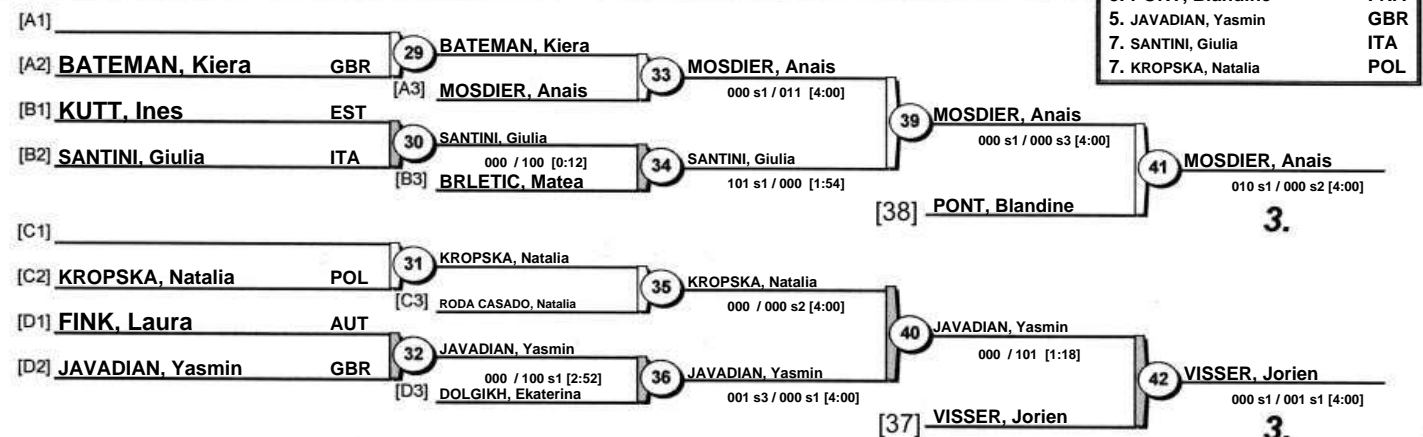 5. JAVADIAN, Yasmin GBR
7. SANTINI, Giulia ITA
7. KROPSKA, Natalia POL
[A1]
[A2] BATEMAN, Kiera GBR
29
BATEMAN, Kiera
[A3] MOSDIER, Anais
33
MOSDIER, Anais
000 s1 / 011 [4:00]
[B1] KUTT, Ines EST
[B2] SANTINI, Giulia ITA
30
SANTINI, Giulia
000 / 100 [0:12]
[B3] BRLETIC, Matea
34
SANTINI, Giulia
101 s1 / 000 [1:54]
39
MOSDIER, Anais
000 s1 / 000 s3 [4:00]
[38] PONT, Blandine
41
MOSDIER, Anais
010 s1 / 000 s2 [4:00]
3.
[C1]
[C2] KROPSKA, Natalia POL
31
KROPSKA, Natalia
[C3] RODA CASADO, Natalia
35
KROPSKA, Natalia
000 / 000 s2 [4:00]
[D1] FINK, Laura AUT
[D2] JAVADIAN, Yasmin GBR
32
JAVADIAN, Yasmin
000 / 100 s1 [2:52]
[D3] DOLGIKH, Ekaterina
36
JAVADIAN, Yasmin
001 s3 / 000 s1 [4:00]
40
JAVADIAN, Yasmin
000 / 101 [1:18]
[37] VISSER, Jorien
42
VISSER, Jorien
000 s1 / 001 s1 [4:00]
3.